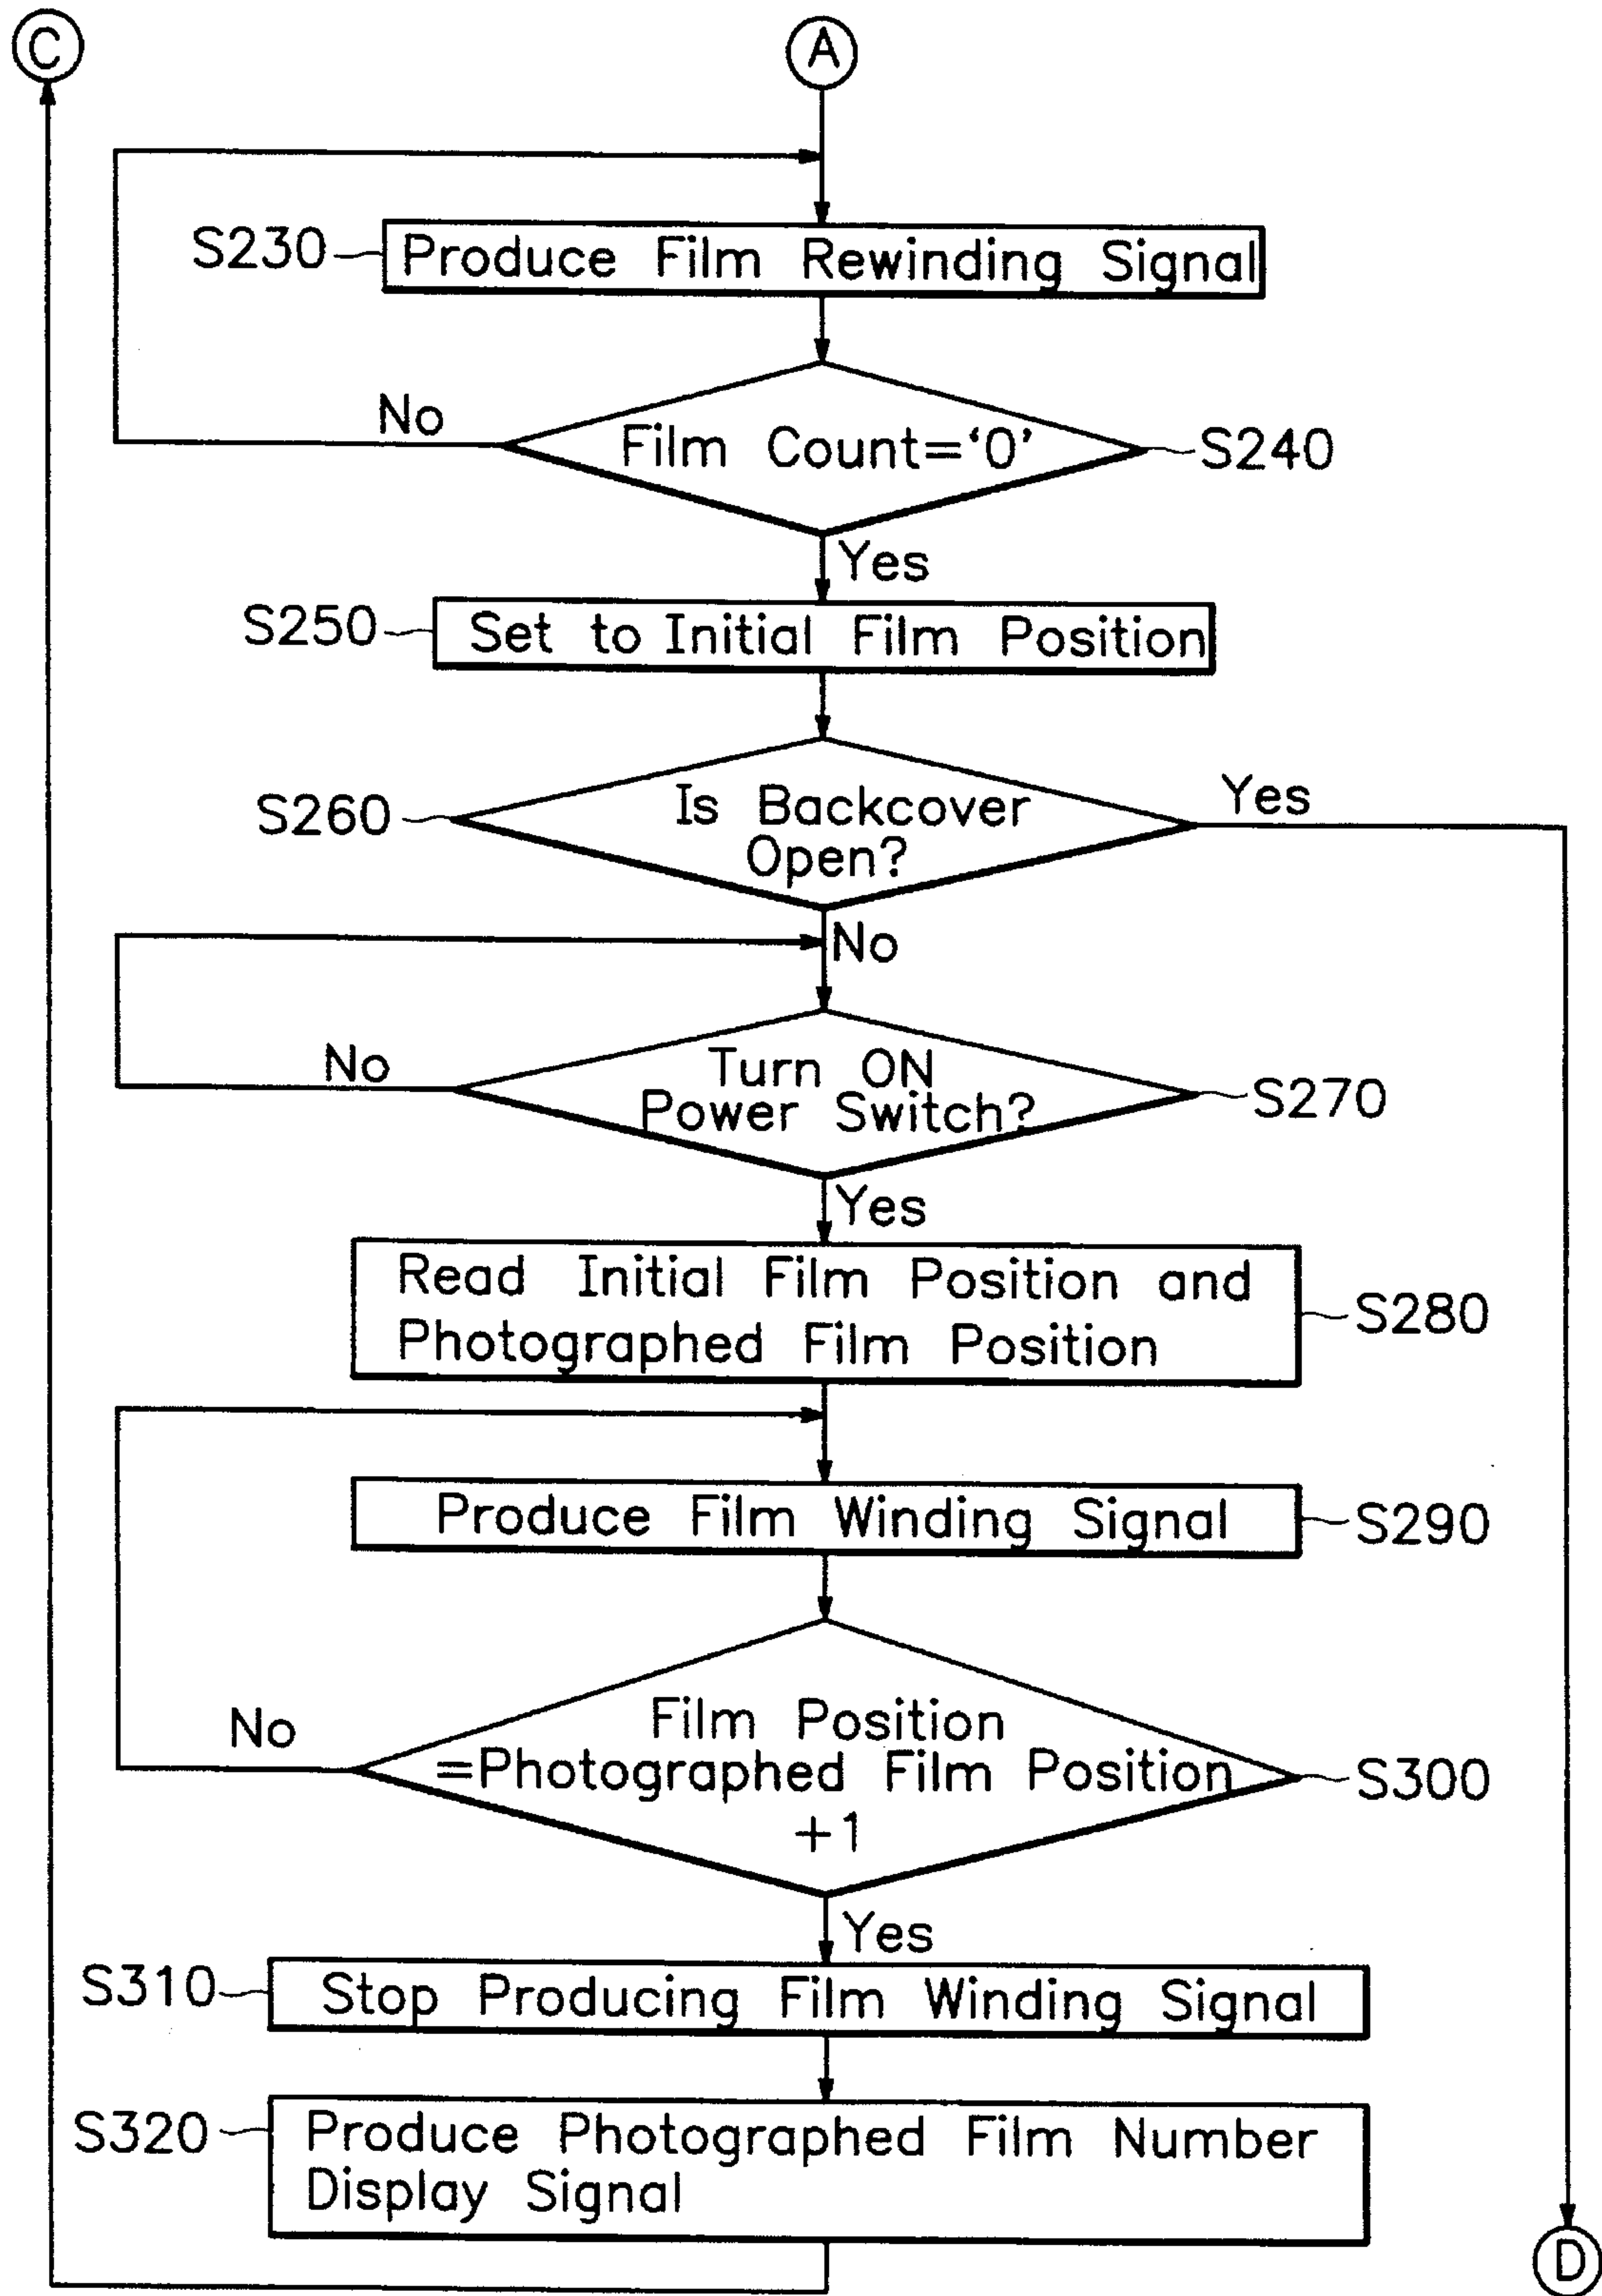 C
A
S230
Produce Film Rewinding Signal
No
Film Count=‘0’
S240
Yes
S250
Set to Initial Film Position
S260
Is Backcover
Open?
Yes
No
No
Turn ON
Power Switch?
S270
Yes
Read Initial Film Position and
Photographed Film Position
S280
Produce Film Winding Signal
S290
No
Film Position
=Photographed Film Position
+1
S300
Yes
S310
Stop Producing Film Winding Signal
S320
Produce Photographed Film Number
Display Signal
D